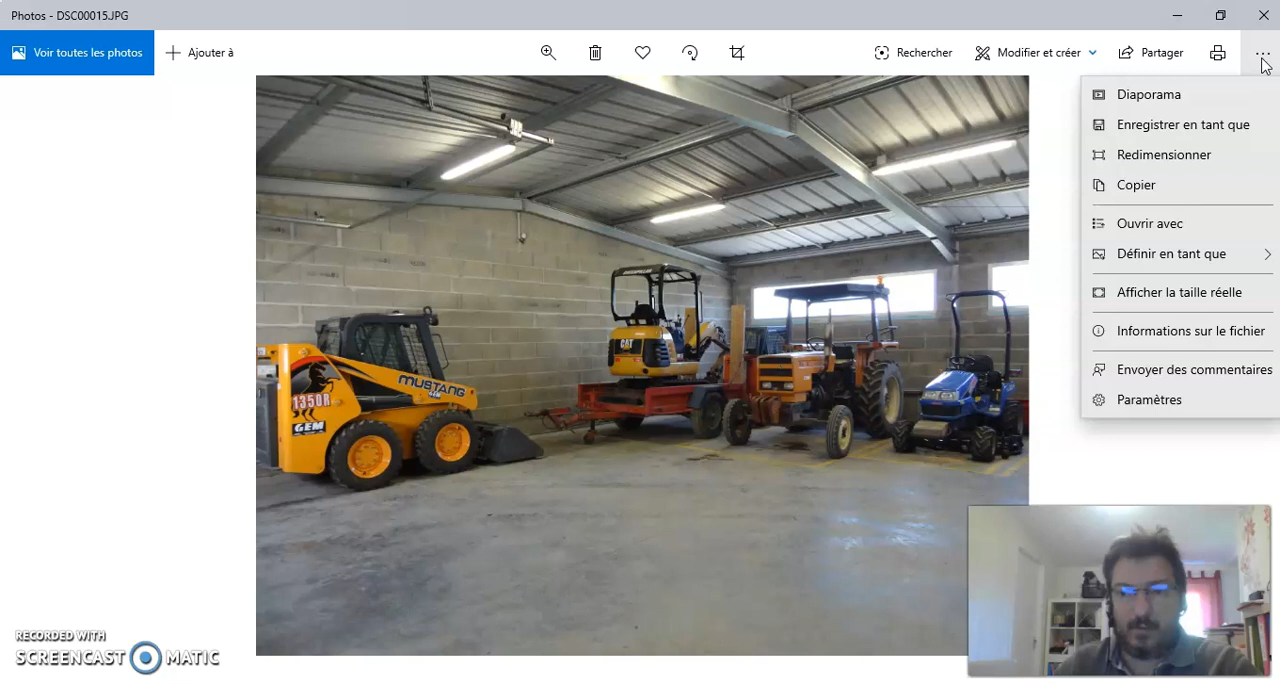 Photos - DSC00015.JPG
Voir toutes les photos
Ajouter à
Rechercher
Modifier et créer
Partager
Diaporama
Enregistrer en tant que
Redimensionner
Copier
Ouvrir avec
Définir en tant que
Afficher la taille réelle
Informations sur le fichier
Envoyer des commentaires
Paramètres
CAT
MUSTANG
1350R
GEM
RECORDED WITH
SCREENCAST MATIC